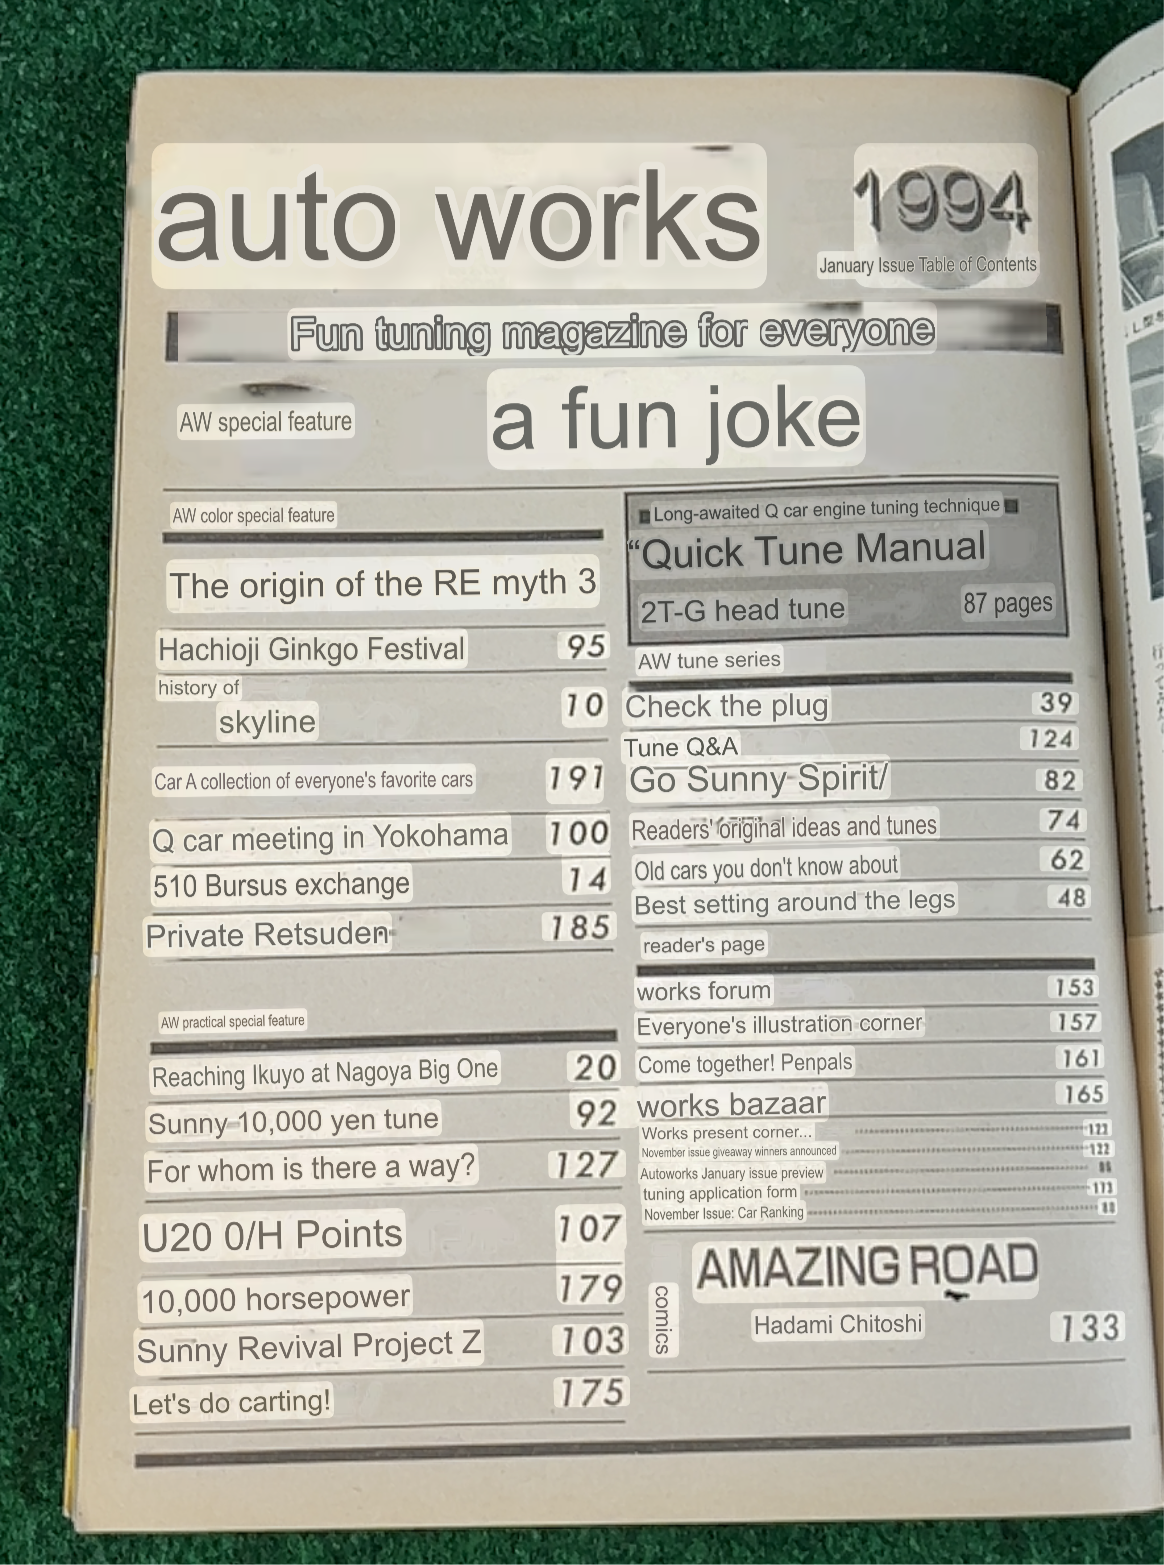 auto works
1994
January Issue Table of Contents
Fun tuning magazine for everyone
AW special feature
a fun joke
AW color special feature
The origin of the RE myth 3
Hachioji Ginkgo Festival 95
history of
skyline 10
Car A collection of everyone's favorite cars 191
Q car meeting in Yokohama 100
510 Bursus exchange 14
Private Retsuden 185
AW practical special feature
Reaching Ikuyo at Nagoya Big One 20
Sunny 10,000 yen tune 92
For whom is there a way? 127
U20 0/H Points 107
10,000 horsepower 179
Sunny Revival Project Z 103
Let's do carting! 175
■ Long-awaited Q car engine tuning technique ■
“Quick Tune Manual
2T-G head tune 87 pages
AW tune series
Check the plug 39
Tune Q&A 124
Go Sunny Spirit/ 82
Readers' original ideas and tunes 74
Old cars you don't know about 62
Best setting around the legs 48
reader's page
works forum 153
Everyone's illustration corner 157
Come together! Penpals 161
works bazaar 165
Works present corner...
November issue giveaway winners announced 122
Autoworks January issue preview
tuning application form
November Issue: Car Ranking
comics
AMAZING ROAD
Hadami Chitoshi 133